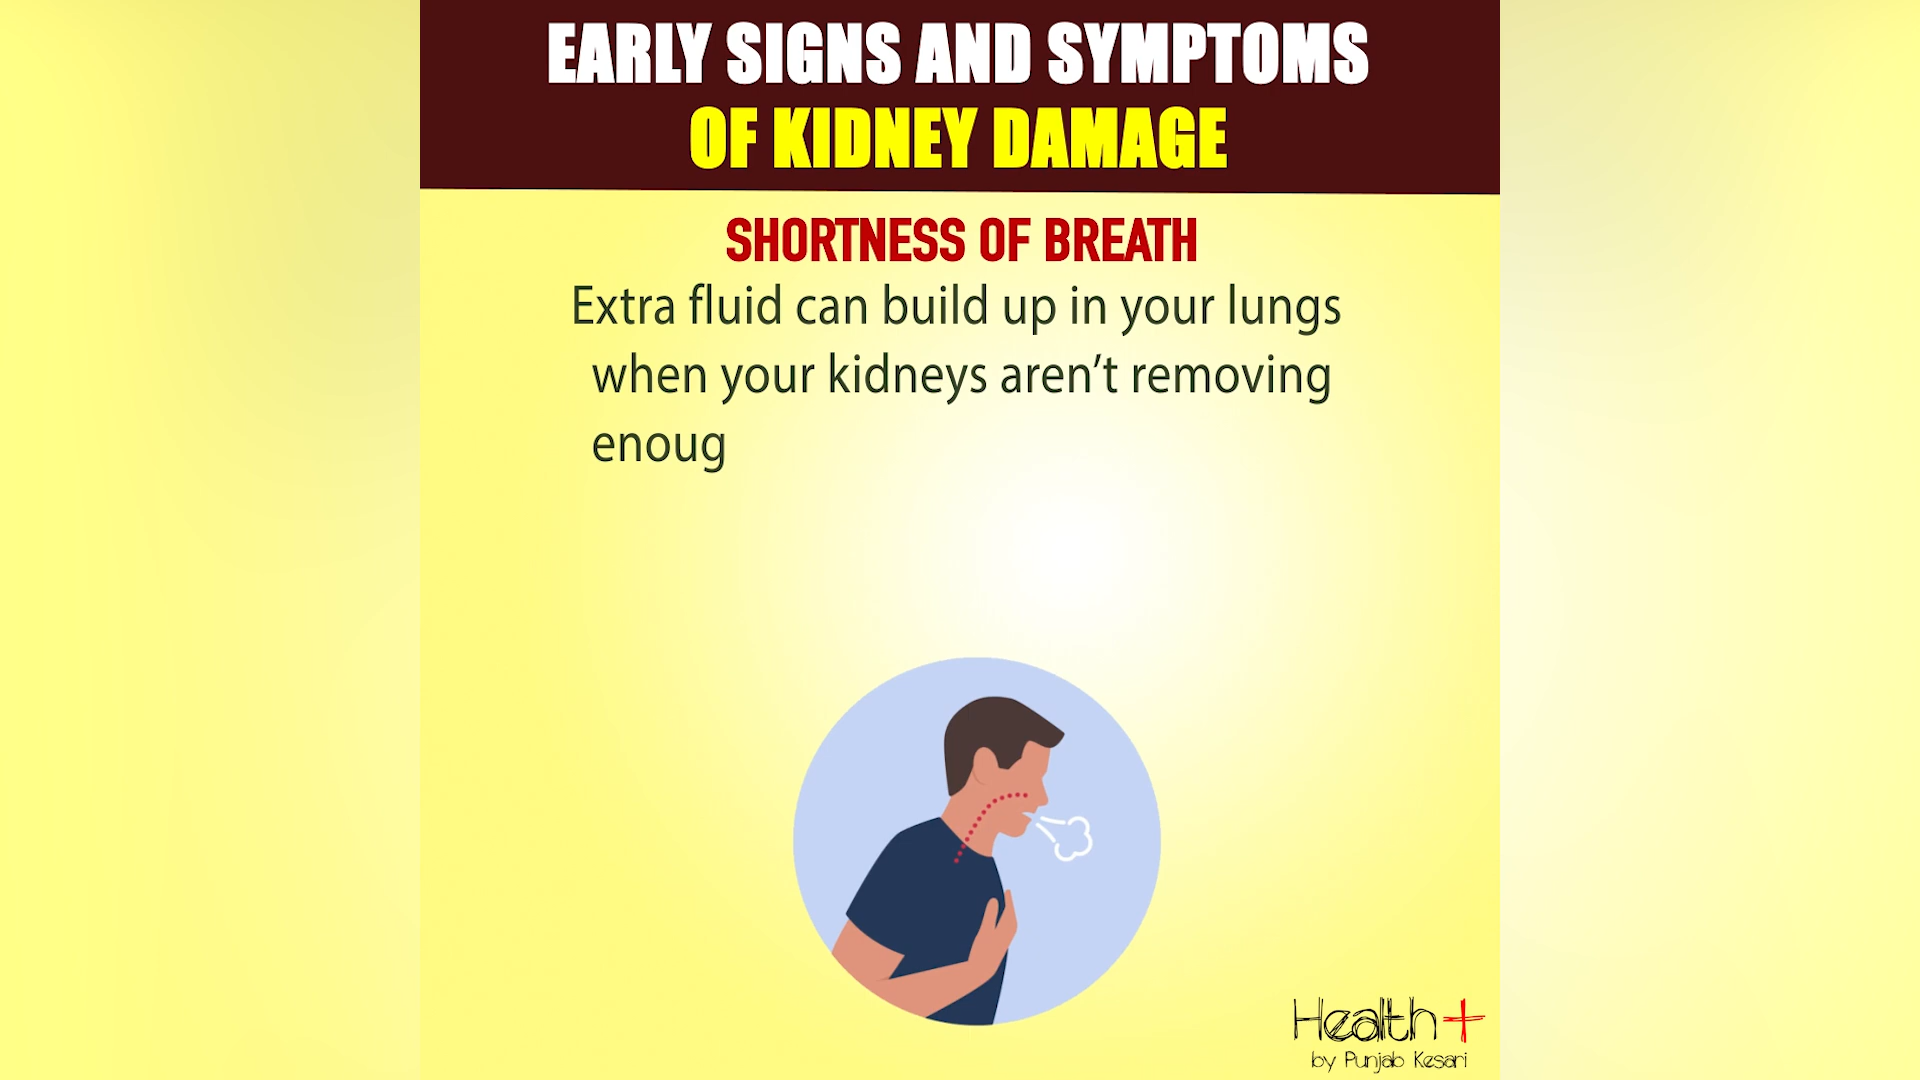 EARLY SIGNS AND SYMPTOMS
OF KIDNEY DAMAGE
SHORTNESS OF BREATH
Extra fluid can build up in your lungs
when your kidneys aren’t removing
enoug
Health+
by Punjab Kesari